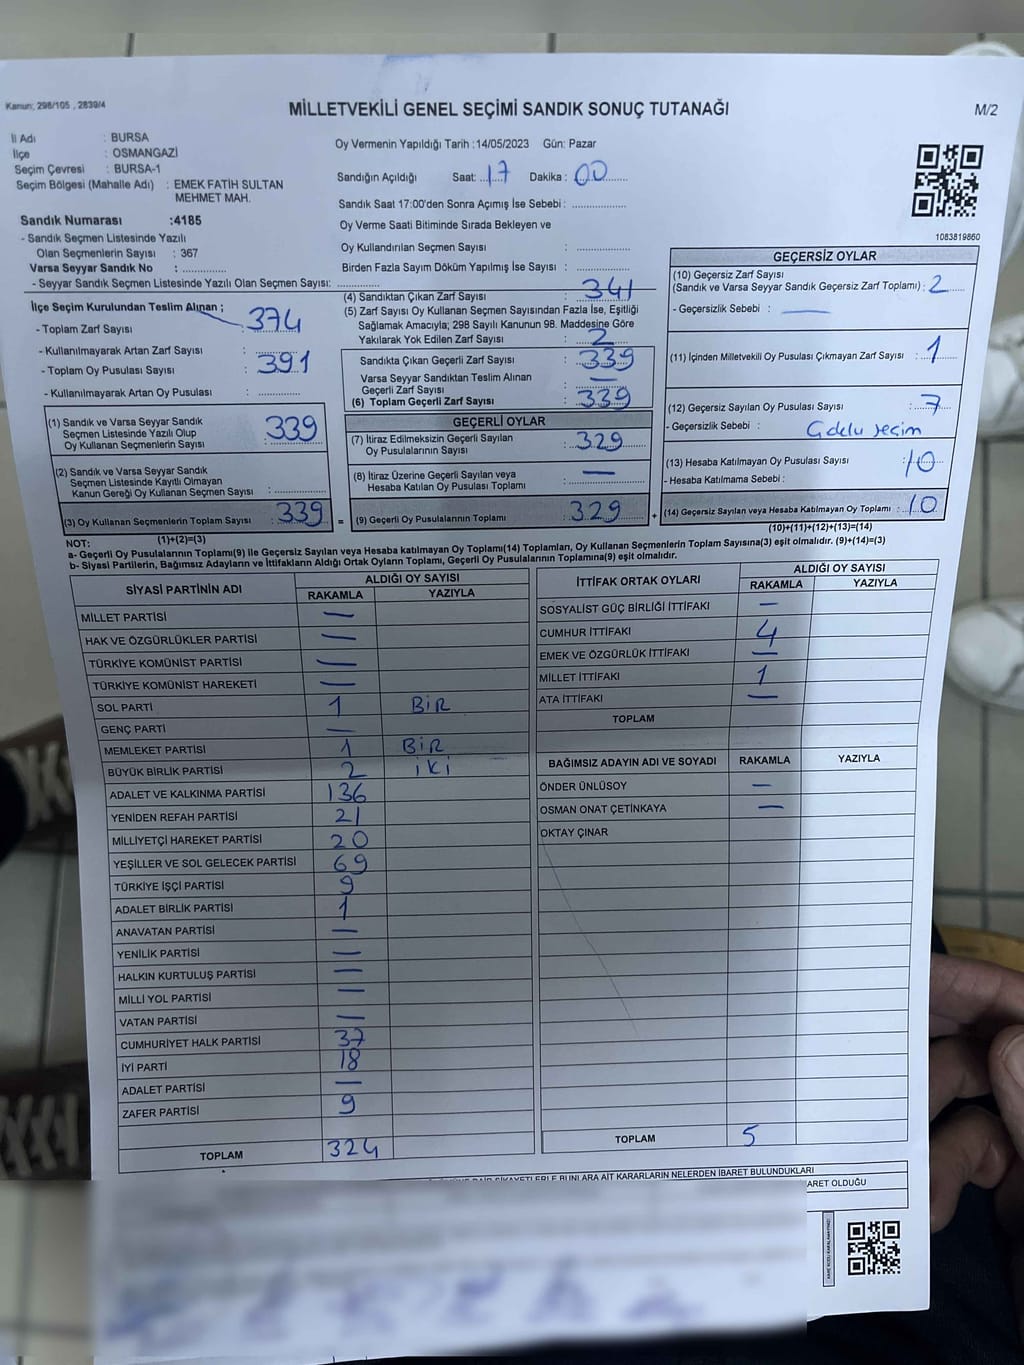 Kanun; 298/105 , 2839/4
MİLLETVEKİLİ GENEL SEÇİMİ SANDIK SONUÇ TUTANAĞI
M/2
İl Adı : BURSA
İlçe : OSMANGAZİ
Seçim Çevresi : BURSA-1
Seçim Bölgesi (Mahalle Adı) : EMEK FATİH SULTAN
MEHMET MAH.
Sandık Numarası :4185
- Sandık Seçmen Listesinde Yazılı
Olan Seçmenlerin Sayısı : 367
Varsa Seyyar Sandık No : ..............
- Seyyar Sandık Seçmen Listesinde Yazılı Olan Seçmen Sayısı: ..............
Oy Vermenin Yapıldığı Tarih :14/05/2023 Gün: Pazar
Sandığın Açıldığı Saat: 17 Dakika : 00
Sandık Saat 17:00'den Sonra Açımış İse Sebebi : ..............
Oy Verme Saati Bitiminde Sırada Bekleyen ve
Oy Kullandırılan Seçmen Sayısı : ..............
Birden Fazla Sayım Döküm Yapılmış İse Sayısı : ..............
1083819860
İlçe Seçim Kurulundan Teslim Alınan ;
- Toplam Zarf Sayısı : 374
- Kullanılmayarak Artan Zarf Sayısı : ..............
- Toplam Oy Pusulası Sayısı : 391
- Kullanılmayarak Artan Oy Pusulası : ..............
(4) Sandıktan Çıkan Zarf Sayısı : 341
(5) Zarf Sayısı Oy Kullanan Seçmen Sayısından Fazla İse, Eşitliği
Sağlamak Amacıyla; 298 Sayılı Kanunun 98. Maddesine Göre
Yakılarak Yok Edilen Zarf Sayısı : 2
Sandıkta Çıkan Geçerli Zarf Sayısı : 339
Varsa Seyyar Sandıktan Teslim Alınan
Geçerli Zarf Sayısı : —
(6) Toplam Geçerli Zarf Sayısı : 339
GEÇERSİZ OYLAR
(10) Geçersiz Zarf Sayısı
(Sandık ve Varsa Seyyar Sandık Geçersiz Zarf Toplamı) : 2
- Geçersizlik Sebebi : —
(11) İçinden Milletvekili Oy Pusulası Çıkmayan Zarf Sayısı : 1
(12) Geçersiz Sayılan Oy Pusulası Sayısı : 7
- Geçersizlik Sebebi : seçim
(13) Hesaba Katılmayan Oy Pusulası Sayısı : 10
- Hesaba Katılmama Sebebi :
(14) Geçersiz Sayılan veya Hesaba Katılmayan Oy Toplamı : 10
(10)+(11)+(12)+(13)=(14)
(1) Sandık ve Varsa Seyyar Sandık
Seçmen Listesinde Yazılı Olup
Oy Kullanan Seçmenlerin Sayısı : 339
(2) Sandık ve Varsa Seyyar Sandık
Seçmen Listesinde Kayıtlı Olmayan
Kanun Gereği Oy Kullanan Seçmen Sayısı : ..............
(3) Oy Kullanan Seçmenlerin Toplam Sayısı : 339
(1)+(2)=(3)
GEÇERLİ OYLAR
(7) İtiraz Edilmeksizin Geçerli Sayılan
Oy Pusulalarının Sayısı : 329
(8) İtiraz Üzerine Geçerli Sayılan veya
Hesaba Katılan Oy Pusulası Toplamı : —
= (9) Geçerli Oy Pusulalarının Toplamı : 329 +
NOT:
a- Geçerli Oy Pusulalarının Toplamı(9) ile Geçersiz Sayılan veya Hesaba katılmayan Oy Toplamı(14) Toplamları, Oy Kullanan Seçmenlerin Toplam Sayısına(3) eşit olmalıdır. (9)+(14)=(3)
b- Siyasi Partilerin, Bağımsız Adayların ve İttifakların Aldığı Ortak Oyların Toplamı, Geçerli Oy Pusulalarının Toplamına(9) eşit olmalıdır.
SİYASİ PARTİNİN ADI ALDIĞI OY SAYISI
RAKAMLA YAZIYLA
MİLLET PARTİSİ —
HAK VE ÖZGÜRLÜKLER PARTİSİ —
TÜRKİYE KOMÜNİST PARTİSİ —
TÜRKİYE KOMÜNİST HAREKETİ —
SOL PARTİ 1 BİR
GENÇ PARTİ —
MEMLEKET PARTİSİ 1 BİR
BÜYÜK BİRLİK PARTİSİ 2 İKİ
ADALET VE KALKINMA PARTİSİ 136
YENİDEN REFAH PARTİSİ 21
MİLLİYETÇİ HAREKET PARTİSİ 20
YEŞİLLER VE SOL GELECEK PARTİSİ 69
TÜRKİYE İŞÇİ PARTİSİ 9
ADALET BİRLİK PARTİSİ 1
ANAVATAN PARTİSİ —
YENİLİK PARTİSİ —
HALKIN KURTULUŞ PARTİSİ —
MİLLİ YOL PARTİSİ —
VATAN PARTİSİ —
CUMHURİYET HALK PARTİSİ 37
İYİ PARTİ 18
ADALET PARTİSİ —
ZAFER PARTİSİ 9
TOPLAM 324
İTTİFAK ORTAK OYLARI ALDIĞI OY SAYISI
RAKAMLA YAZIYLA
SOSYALİST GÜÇ BİRLİĞİ İTTİFAKI —
CUMHUR İTTİFAKI 4
EMEK VE ÖZGÜRLÜK İTTİFAKI —
MİLLET İTTİFAKI 1
ATA İTTİFAKI —
TOPLAM
BAĞIMSIZ ADAYIN ADI VE SOYADI RAKAMLA YAZIYLA
ÖNDER ÜNLÜSOY —
OSMAN ONAT ÇETİNKAYA —
OKTAY ÇINAR
TOPLAM 5
BUNLARA AİT KARARLARIN NELERDEN İBARET BULUNDUKLARI
OLDUĞU